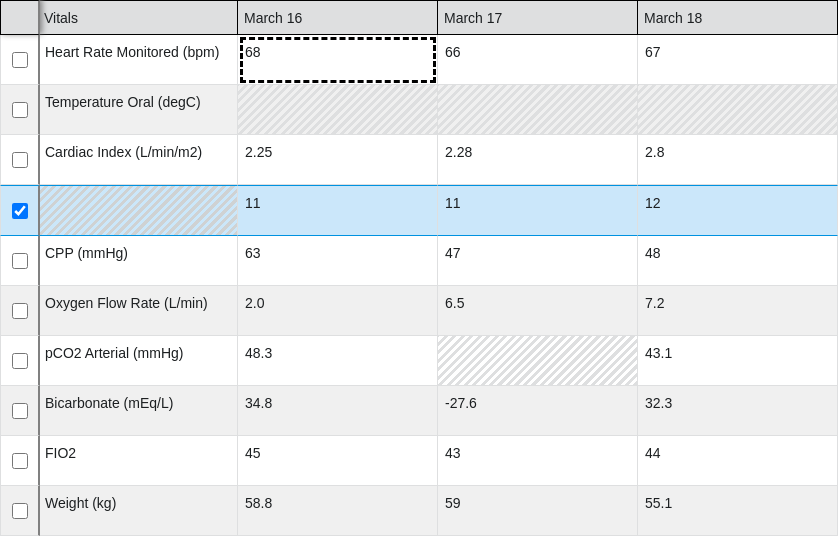 Vitals March 16 March 17 March 18
Heart Rate Monitored (bpm) 68 66 67
Temperature Oral (degC)
Cardiac Index (L/min/m2) 2.25 2.28 2.8
11 11 12
CPP (mmHg) 63 47 48
Oxygen Flow Rate (L/min) 2.0 6.5 7.2
pCO2 Arterial (mmHg) 48.3 43.1
Bicarbonate (mEq/L) 34.8 -27.6 32.3
FIO2 45 43 44
Weight (kg) 58.8 59 55.1